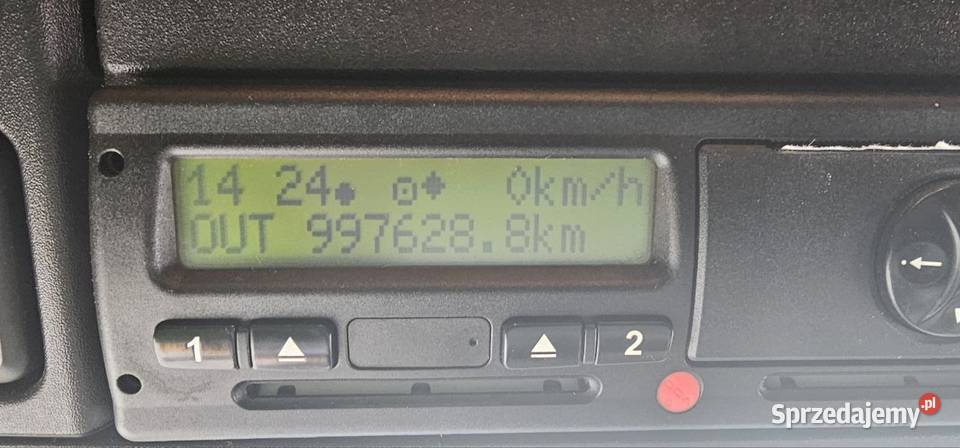 14 24 0km/h
OUT 997628.8km
1 2
Sprzedajemy.pl